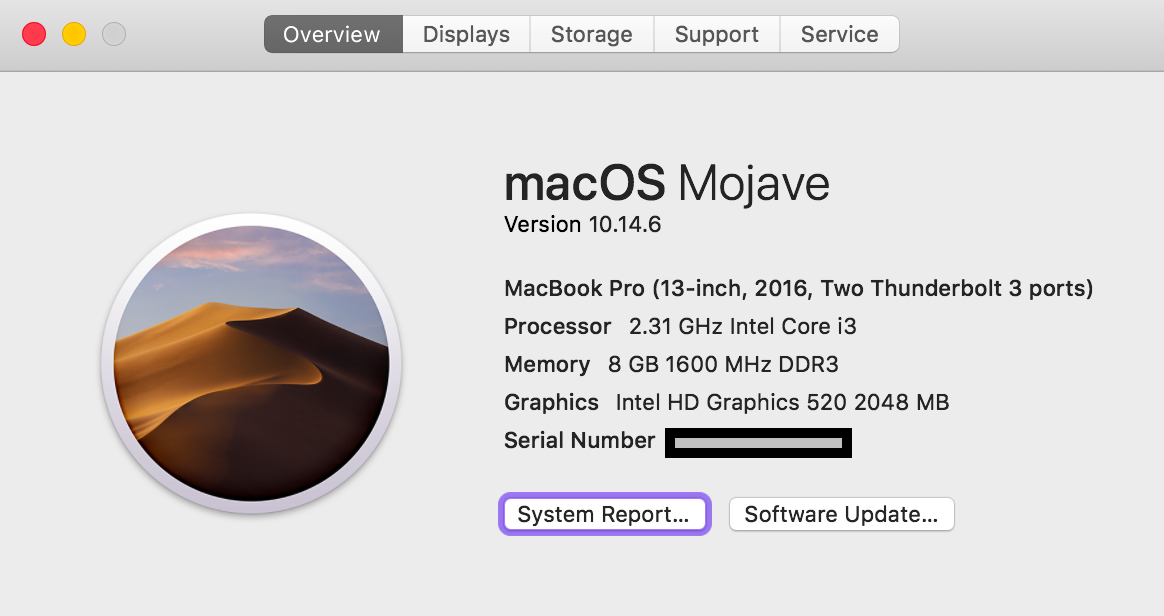 Overview Displays Storage Support Service
macOS Mojave
Version 10.14.6
MacBook Pro (13-inch, 2016, Two Thunderbolt 3 ports)
Processor 2.31 GHz Intel Core i3
Memory 8 GB 1600 MHz DDR3
Graphics Intel HD Graphics 520 2048 MB
Serial Number
System Report... Software Update...